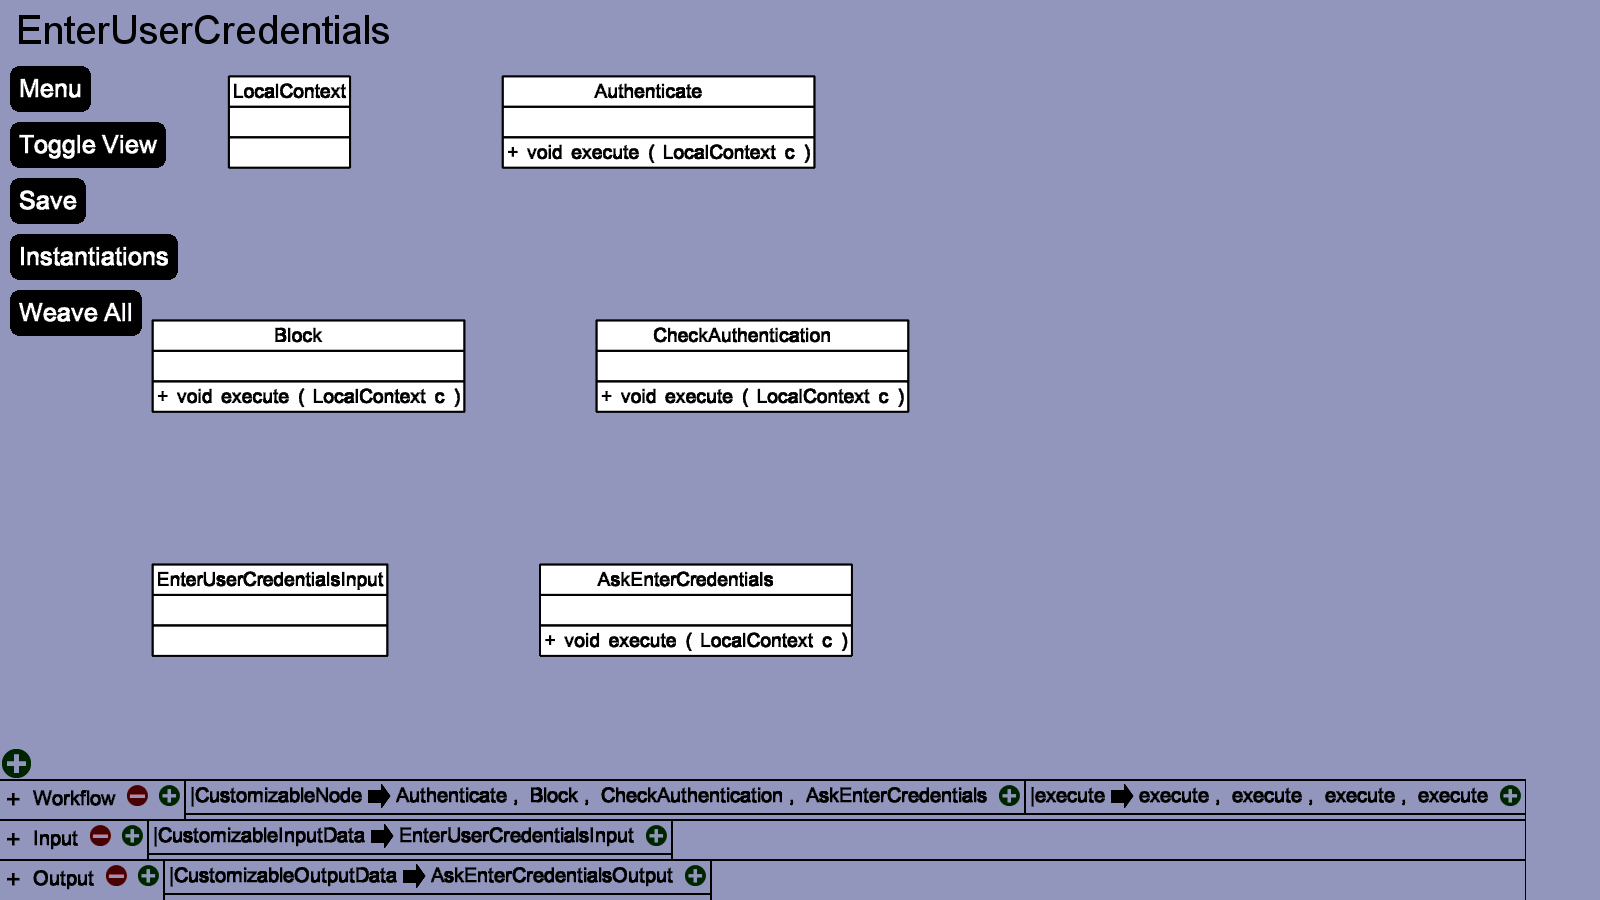 EnterUserCredentials
Menu
Toggle View
Save
Instantiations
Weave All
LocalContext
Authenticate
+ void execute ( LocalContext c )
Block
+ void execute ( LocalContext c )
CheckAuthentication
+ void execute ( LocalContext c )
EnterUserCredentialsInput
AskEnterCredentials
+ void execute ( LocalContext c )
+ Workflow |CustomizableNode Authenticate , Block , CheckAuthentication , AskEnterCredentials |execute execute , execute , execute , execute
+ Input |CustomizableInputData EnterUserCredentialsInput
+ Output |CustomizableOutputData AskEnterCredentialsOutput